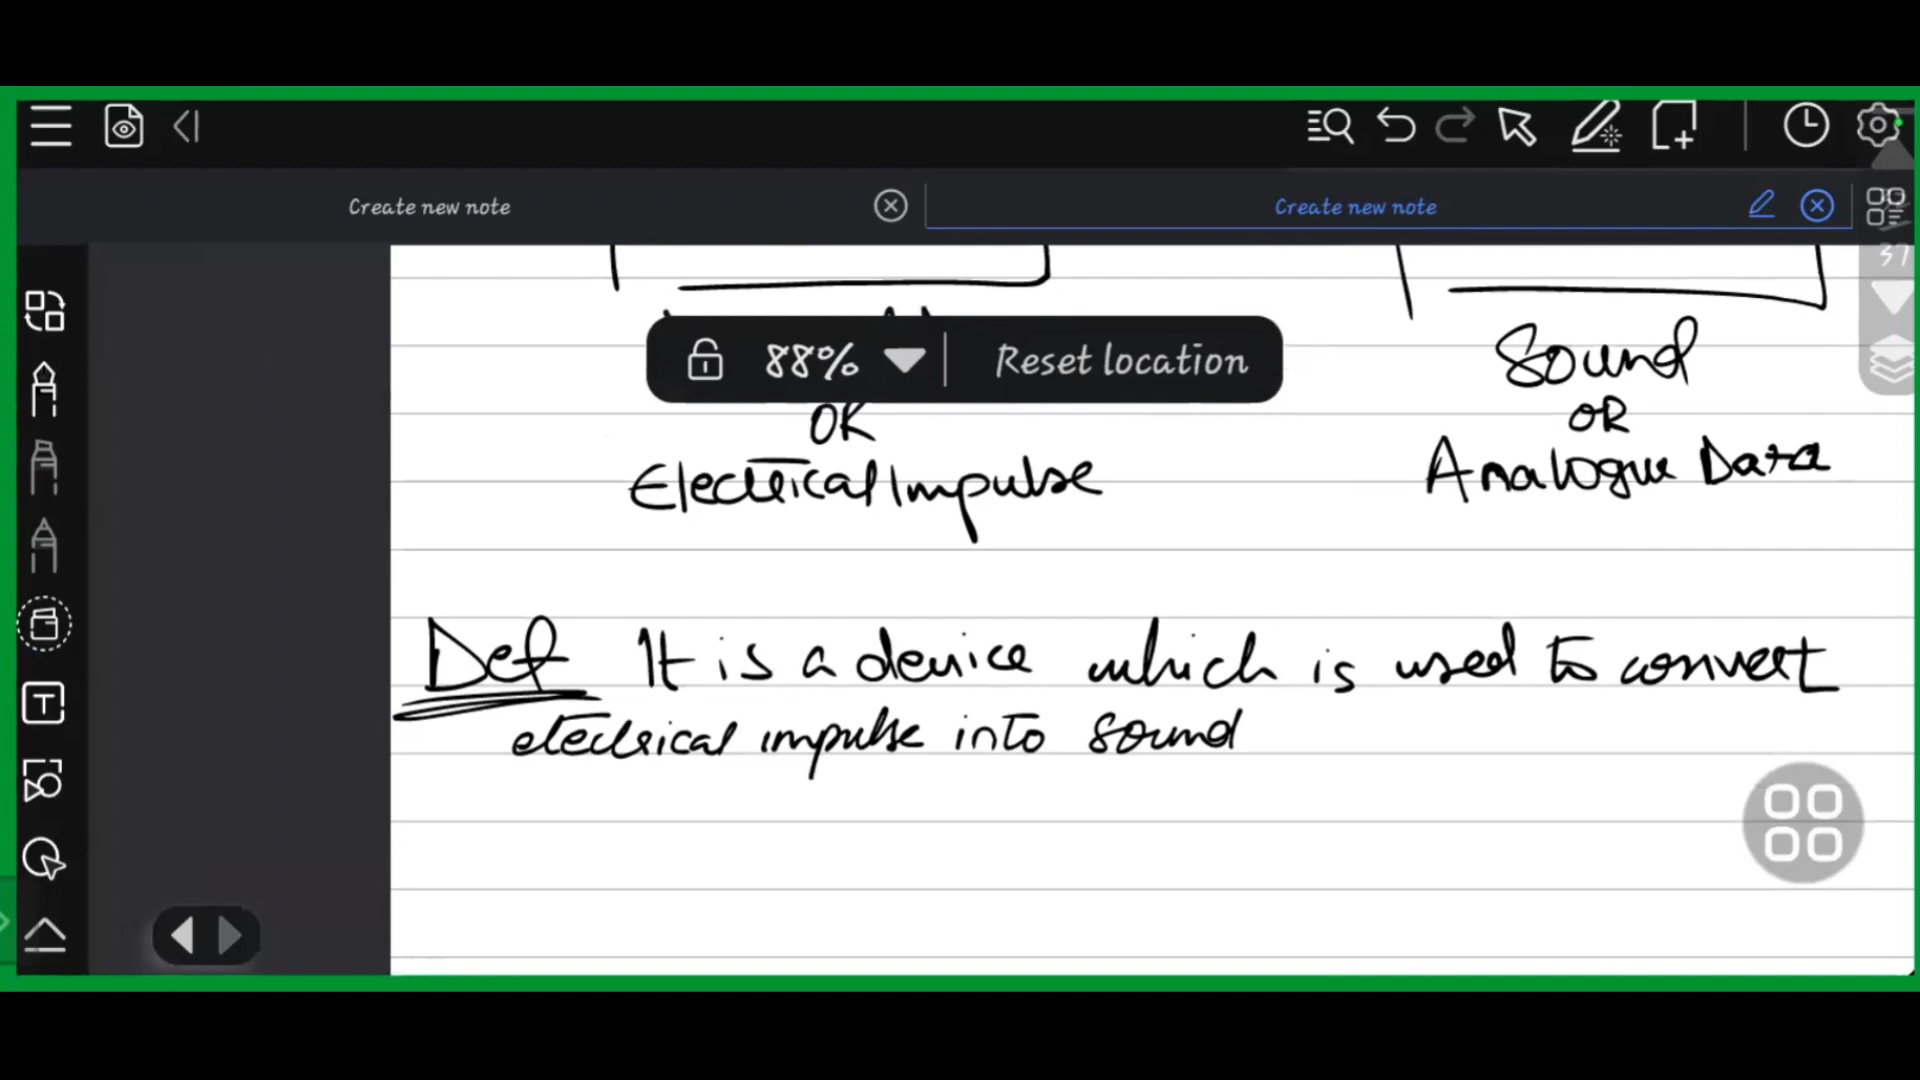 Create new note
Create new note
37
88% Reset location
Sound
OR
OR
Analogue Data
Electrical Impulse
Def It is a device which is used to convert
electrical impulse into sound